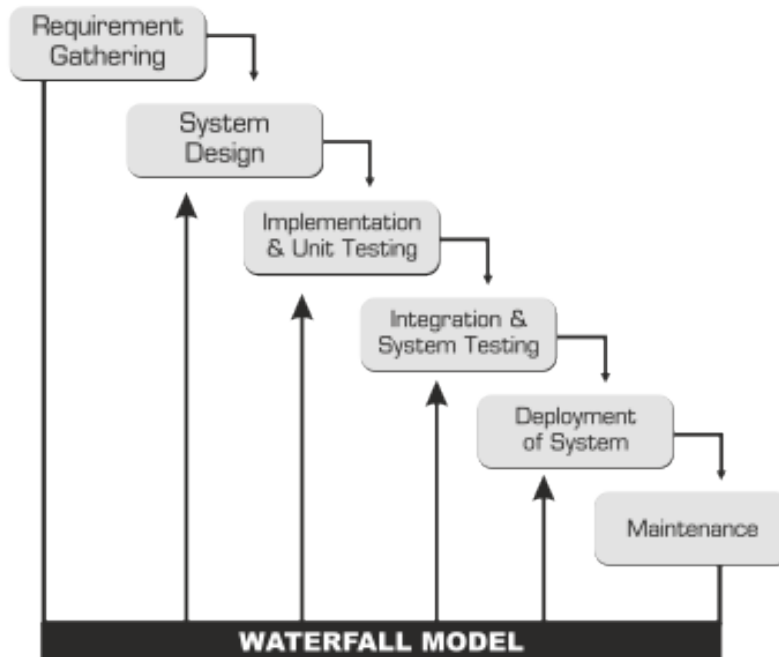 Requirement
Gathering
System
Design
Implementation
& Unit Testing
Integration &
System Testing
Deployment
of System
Maintenance
WATERFALL MODEL